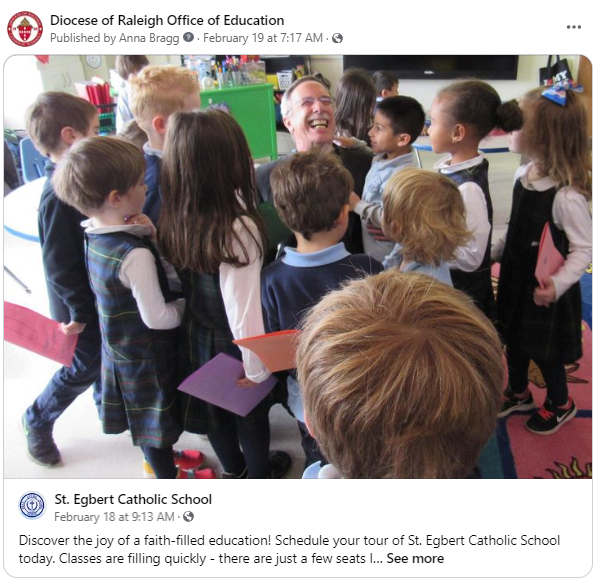 Diocese of Raleigh Office of Education
Published by Anna Bragg · February 19 at 7:17 AM ·
St. Egbert Catholic School
February 18 at 9:13 AM ·
Discover the joy of a faith-filled education! Schedule your tour of St. Egbert Catholic School
today. Classes are filling quickly - there are just a few seats l... See more